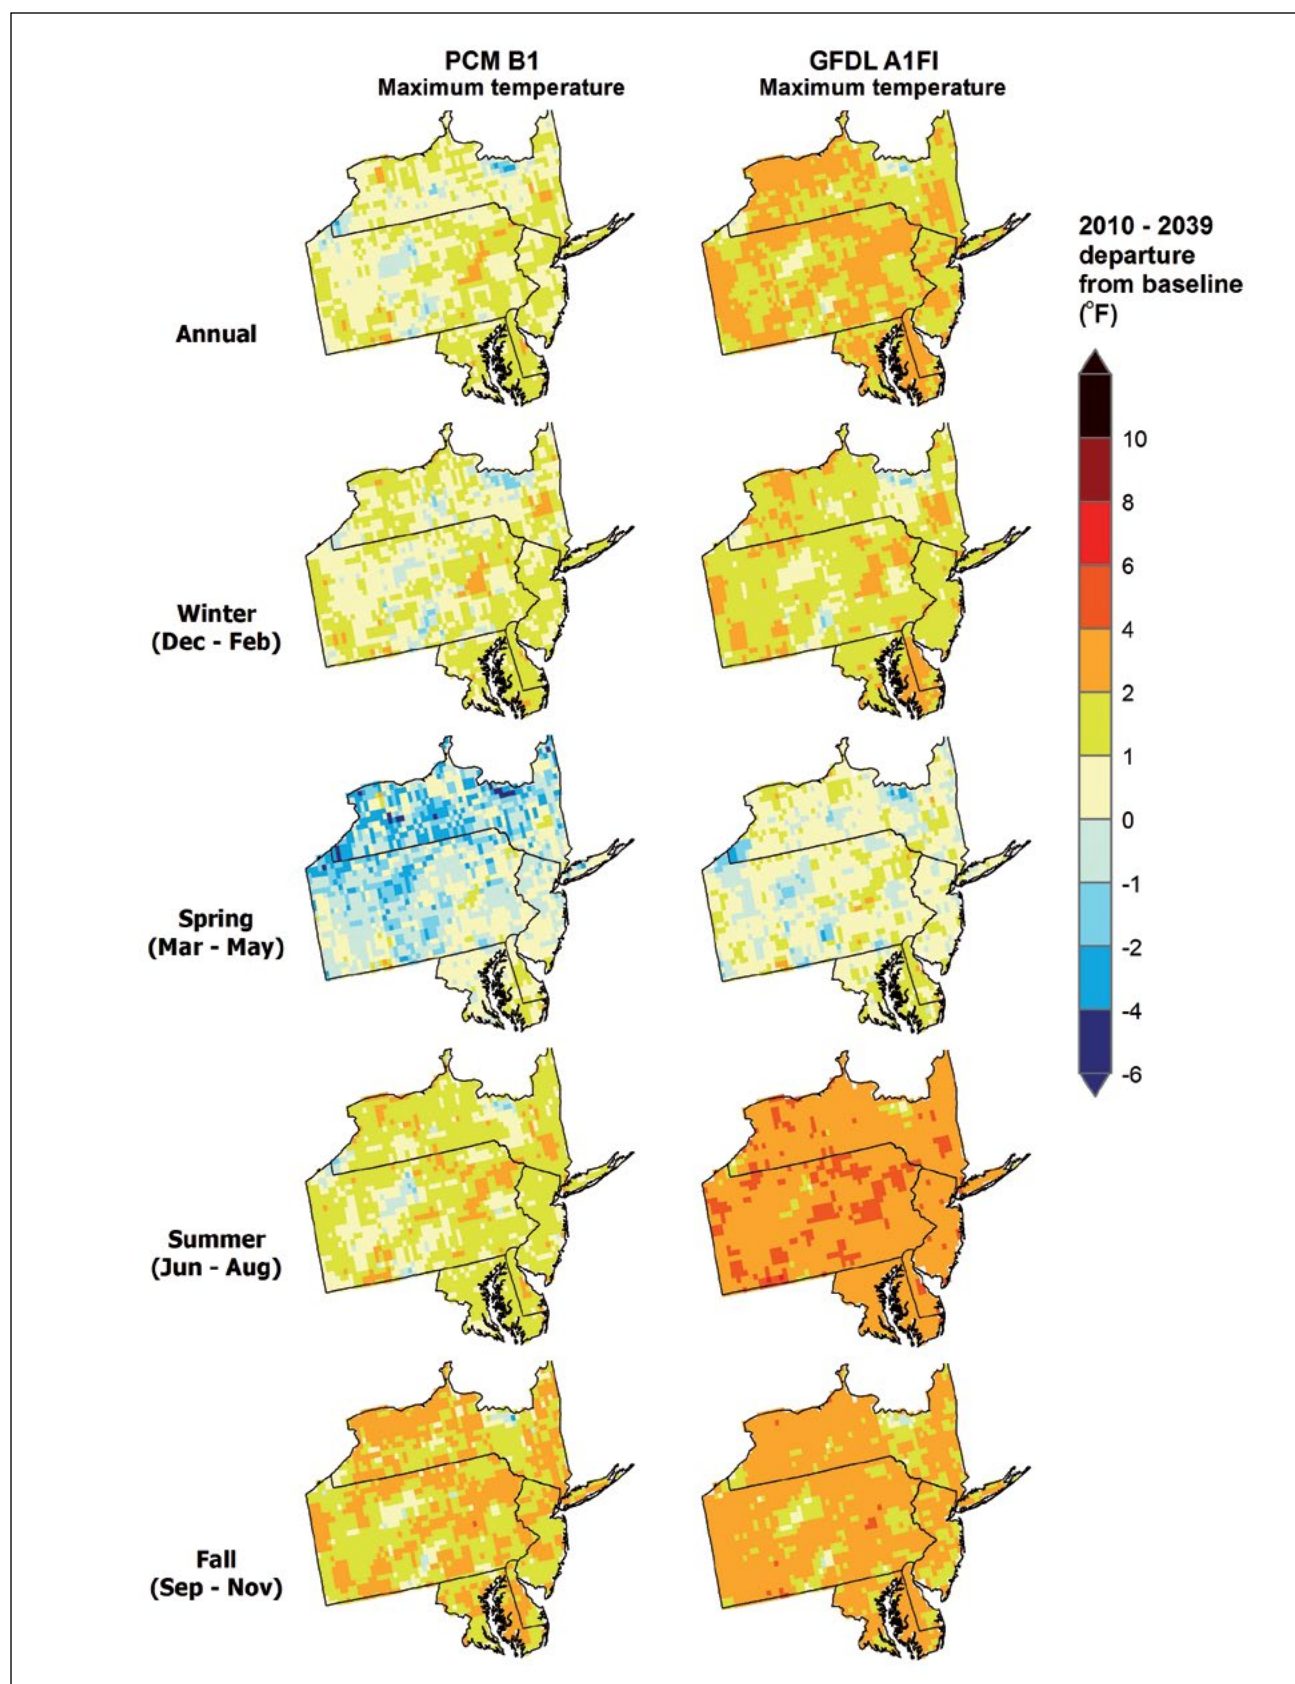 PCM B1
Maximum temperature
GFDL A1FI
Maximum temperature
2010 - 2039
departure
from baseline
(°F)
10
8
6
4
2
1
0
-1
-2
-4
-6
Annual
Winter
(Dec - Feb)
Spring
(Mar - May)
Summer
(Jun - Aug)
Fall
(Sep - Nov)